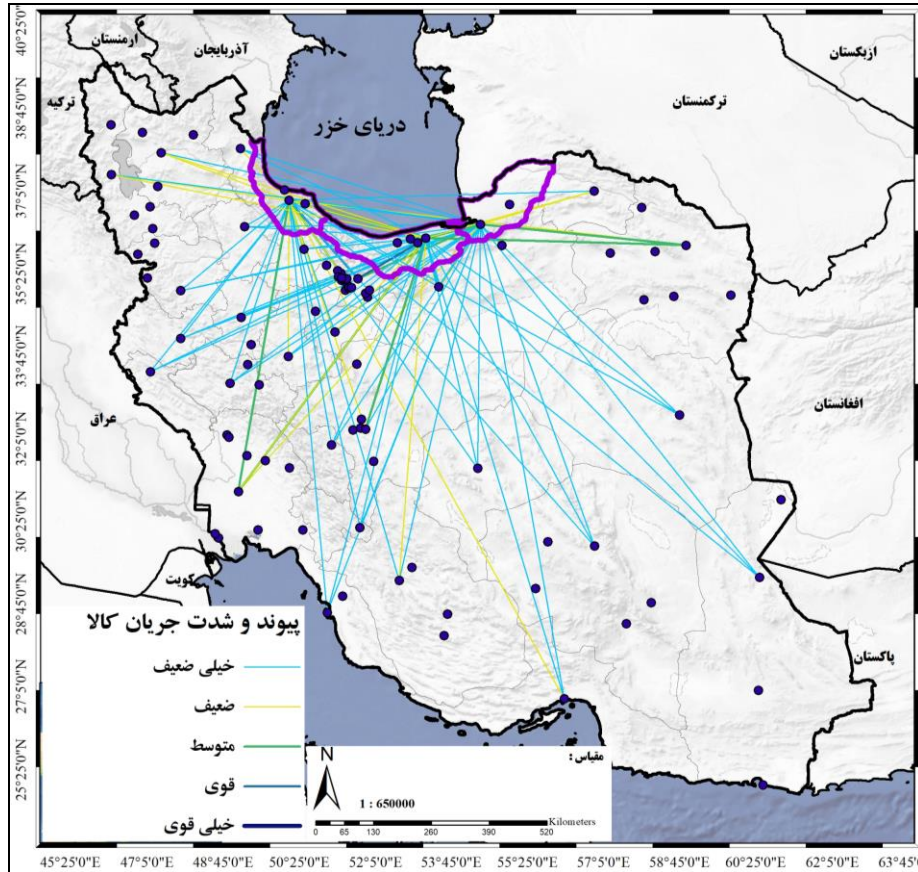 ارمنستان
آذربایجان
ازبکستان
ترکیه
ترکمنستان
دریای خزر
افغانستان
عراق
کویت
پاکستان
پیوند و شدت جریان کالا
خیلی ضعیف
ضعیف
متوسط
قوی
خیلی قوی
مقیاس :
N
1 : 650000
Kilometers
0 65 130 260 390 520
40°25'0"N
38°45'0"N
37°5'0"N
35°25'0"N
33°45'0"N
32°5'0"N
30°25'0"N
28°45'0"N
27°5'0"N
25°25'0"N
45°25'0"E 47°5'0"E 48°45'0"E 50°25'0"E 52°5'0"E 53°45'0"E 55°25'0"E 57°5'0"E 58°45'0"E 60°25'0"E 62°5'0"E 63°45'0"E